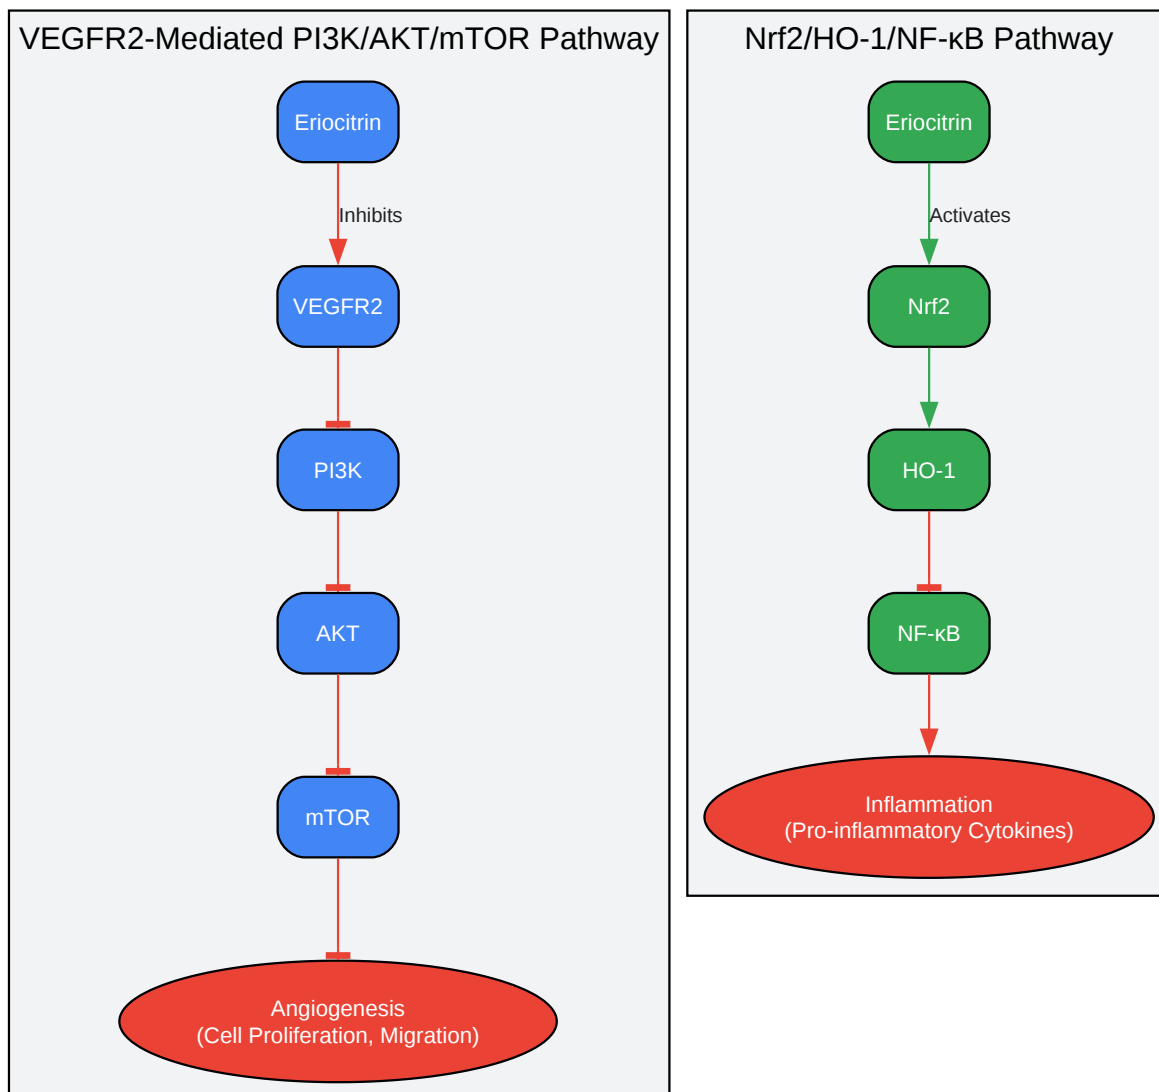 VEGFR2-Mediated PI3K/AKT/mTOR Pathway
Eriocitrin
Inhibits
VEGFR2
PI3K
AKT
mTOR
Angiogenesis
(Cell Proliferation, Migration)
Nrf2/HO-1/NF-κB Pathway
Eriocitrin
Activates
Nrf2
HO-1
NF-κB
Inflammation
(Pro-inflammatory Cytokines)